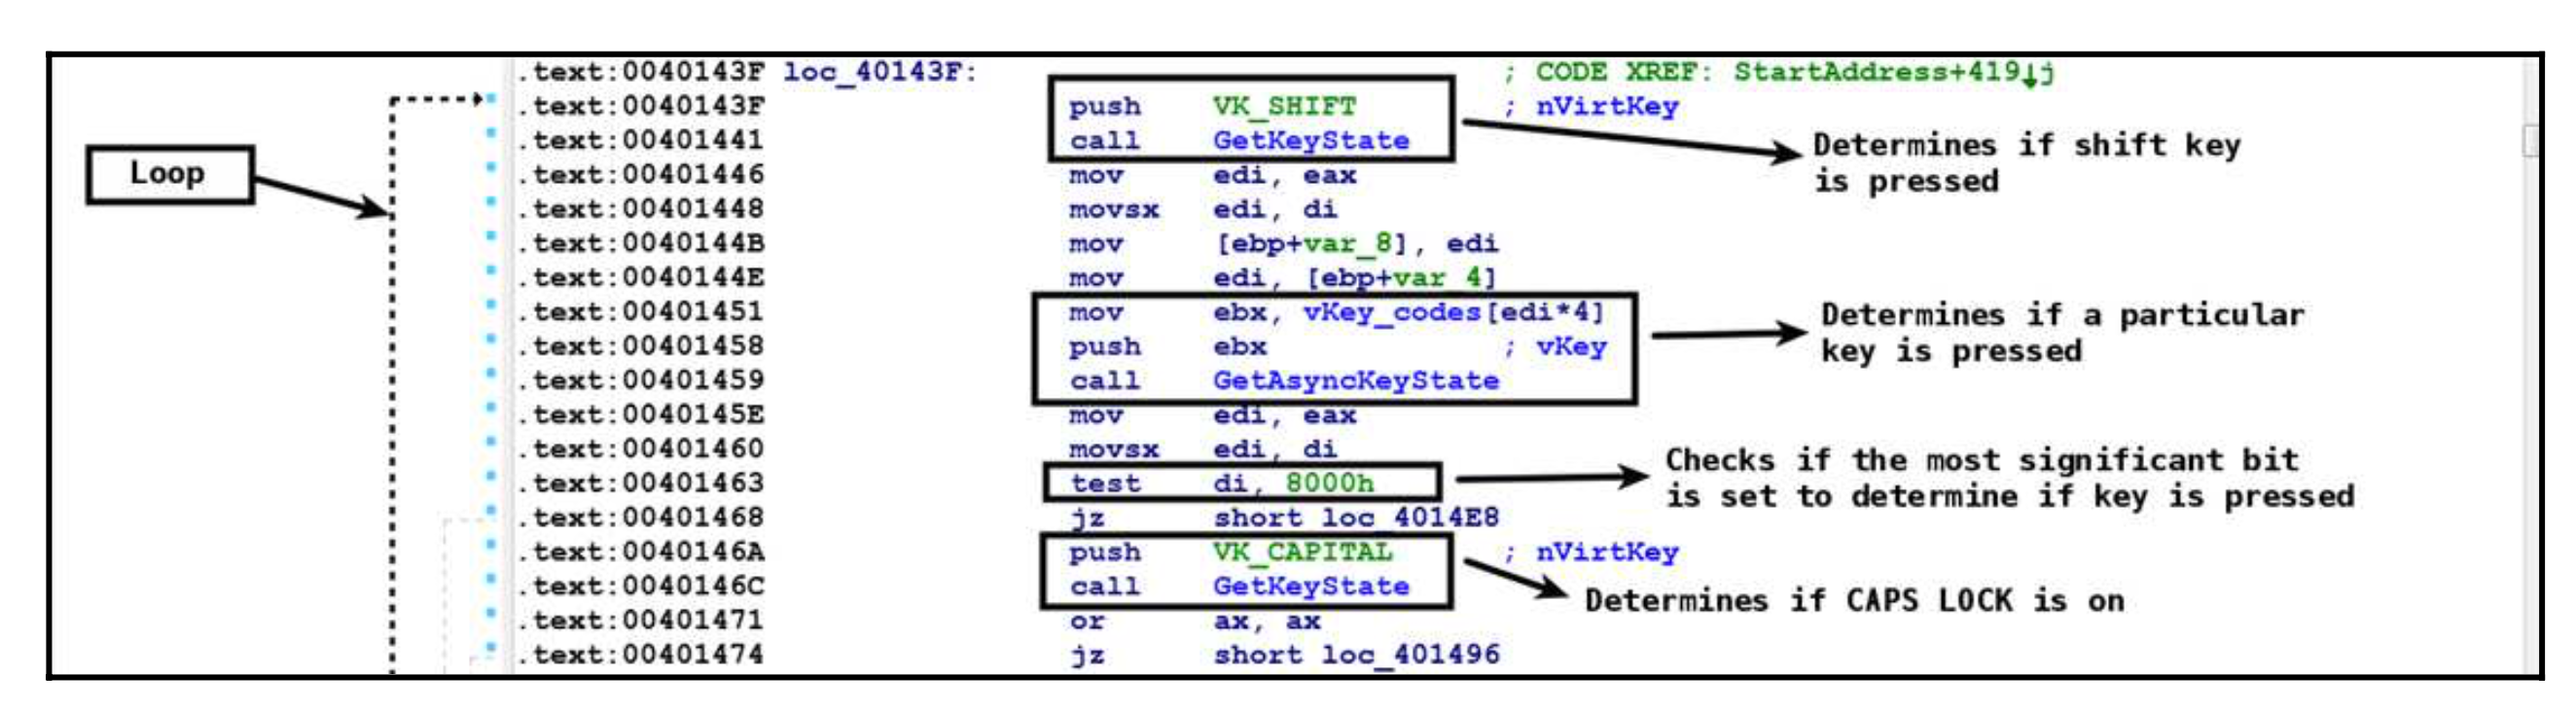 .text:0040143F loc_40143F: ; CODE XREF: StartAddress+419↓j
.text:0040143F push VK_SHIFT ; nVirtKey
.text:00401441 call GetKeyState
.text:00401446 mov edi, eax
.text:00401448 movsx edi, di
.text:0040144B mov [ebp+var_8], edi
.text:0040144E mov edi, [ebp+var_4]
.text:00401451 mov ebx, vKey_codes[edi*4]
.text:00401458 push ebx ; vKey
.text:00401459 call GetAsyncKeyState
.text:0040145E mov edi, eax
.text:00401460 movsx edi, di
.text:00401463 test di, 8000h
.text:00401468 jz short loc_4014E8
.text:0040146A push VK_CAPITAL ; nVirtKey
.text:0040146C call GetKeyState
.text:00401471 or ax, ax
.text:00401474 jz short loc_401496
Loop
Determines if shift key
is pressed
Determines if a particular
key is pressed
Checks if the most significant bit
is set to determine if key is pressed
Determines if CAPS LOCK is on